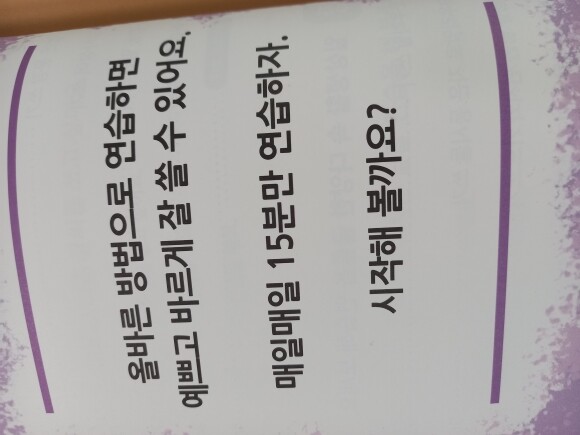 올바른 방법으로 연습하면
예쁘고 바르게 잘 쓸 수 있어요.
매일매일 15분만 연습하자.
시작해 볼까요?